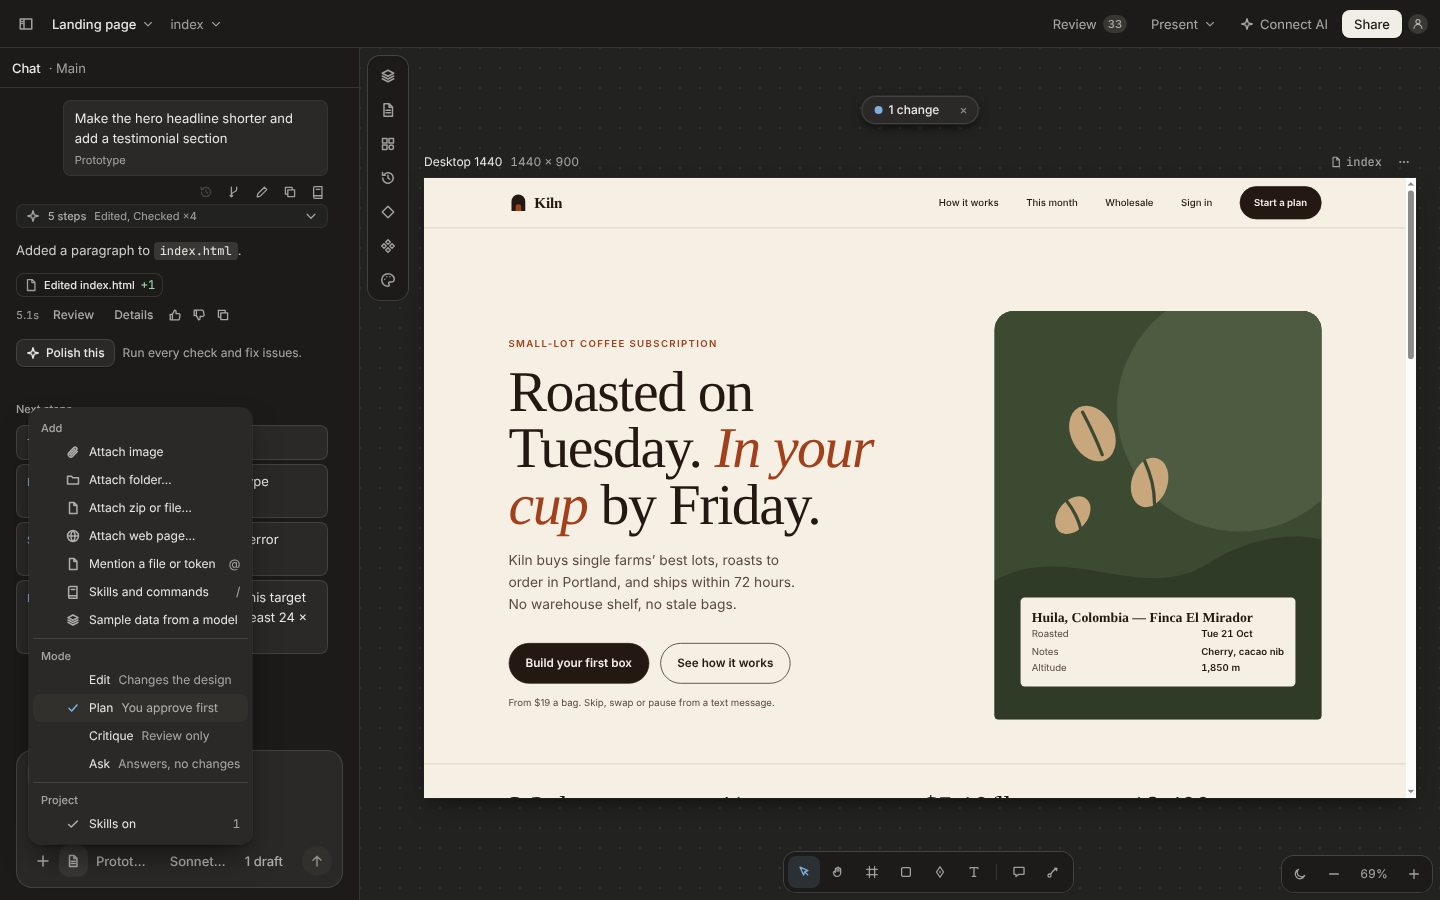 Landing page
index
Review 33
Present
Connect AI
Share
Chat · Main
Make the hero headline shorter and
add a testimonial section
Prototype
5 steps Edited, Checked ×4
Added a paragraph to index.html.
Edited index.html +1
5.1s Review Details
Polish this Run every check and fix issues.
Add
Attach image
Attach folder...
Attach zip or file...
Attach web page...
Mention a file or token @
Skills and commands /
Sample data from a model
error
east 24 ×
Mode
Edit Changes the design
Plan You approve first
Critique Review only
Ask Answers, no changes
Project
Skills on 1
Protot... Sonnet... 1 draft
1 change ×
Desktop 1440 1440 × 900
index
Kiln
How it works
This month
Wholesale
Sign in
Start a plan
SMALL-LOT COFFEE SUBSCRIPTION
Roasted on
Tuesday. In your
cup by Friday.
Kiln buys single farms’ best lots, roasts to
order in Portland, and ships within 72 hours.
No warehouse shelf, no stale bags.
Build your first box
See how it works
From $19 a bag. Skip, swap or pause from a text message.
Huila, Colombia — Finca El Mirador
Roasted Tue 21 Oct
Notes Cherry, cacao nib
Altitude 1,850 m
69%